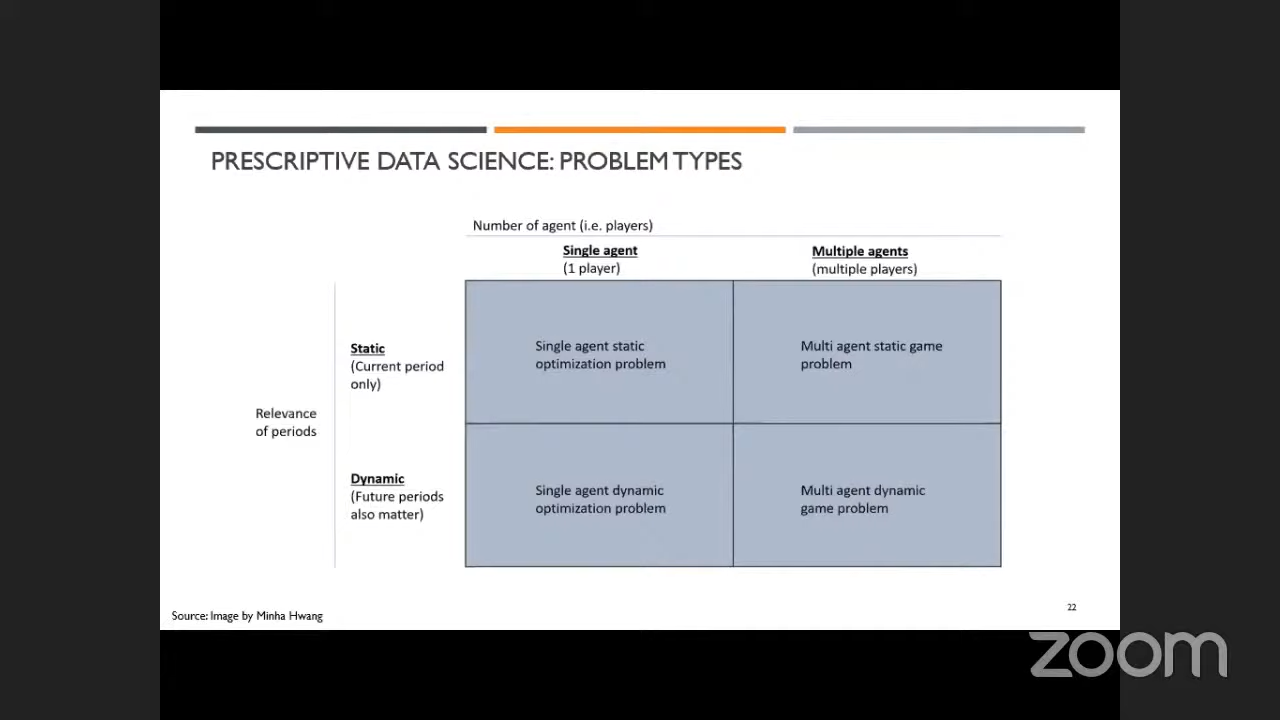 PRESCRIPTIVE DATA SCIENCE: PROBLEM TYPES
Number of agent (i.e. players)
Single agent
(1 player)
Multiple agents
(multiple players)
Relevance
of periods
Static
(Current period
only)
Single agent static
optimization problem
Multi agent static game
problem
Dynamic
(Future periods
also matter)
Single agent dynamic
optimization problem
Multi agent dynamic
game problem
Source: Image by Minha Hwang
22
zoom